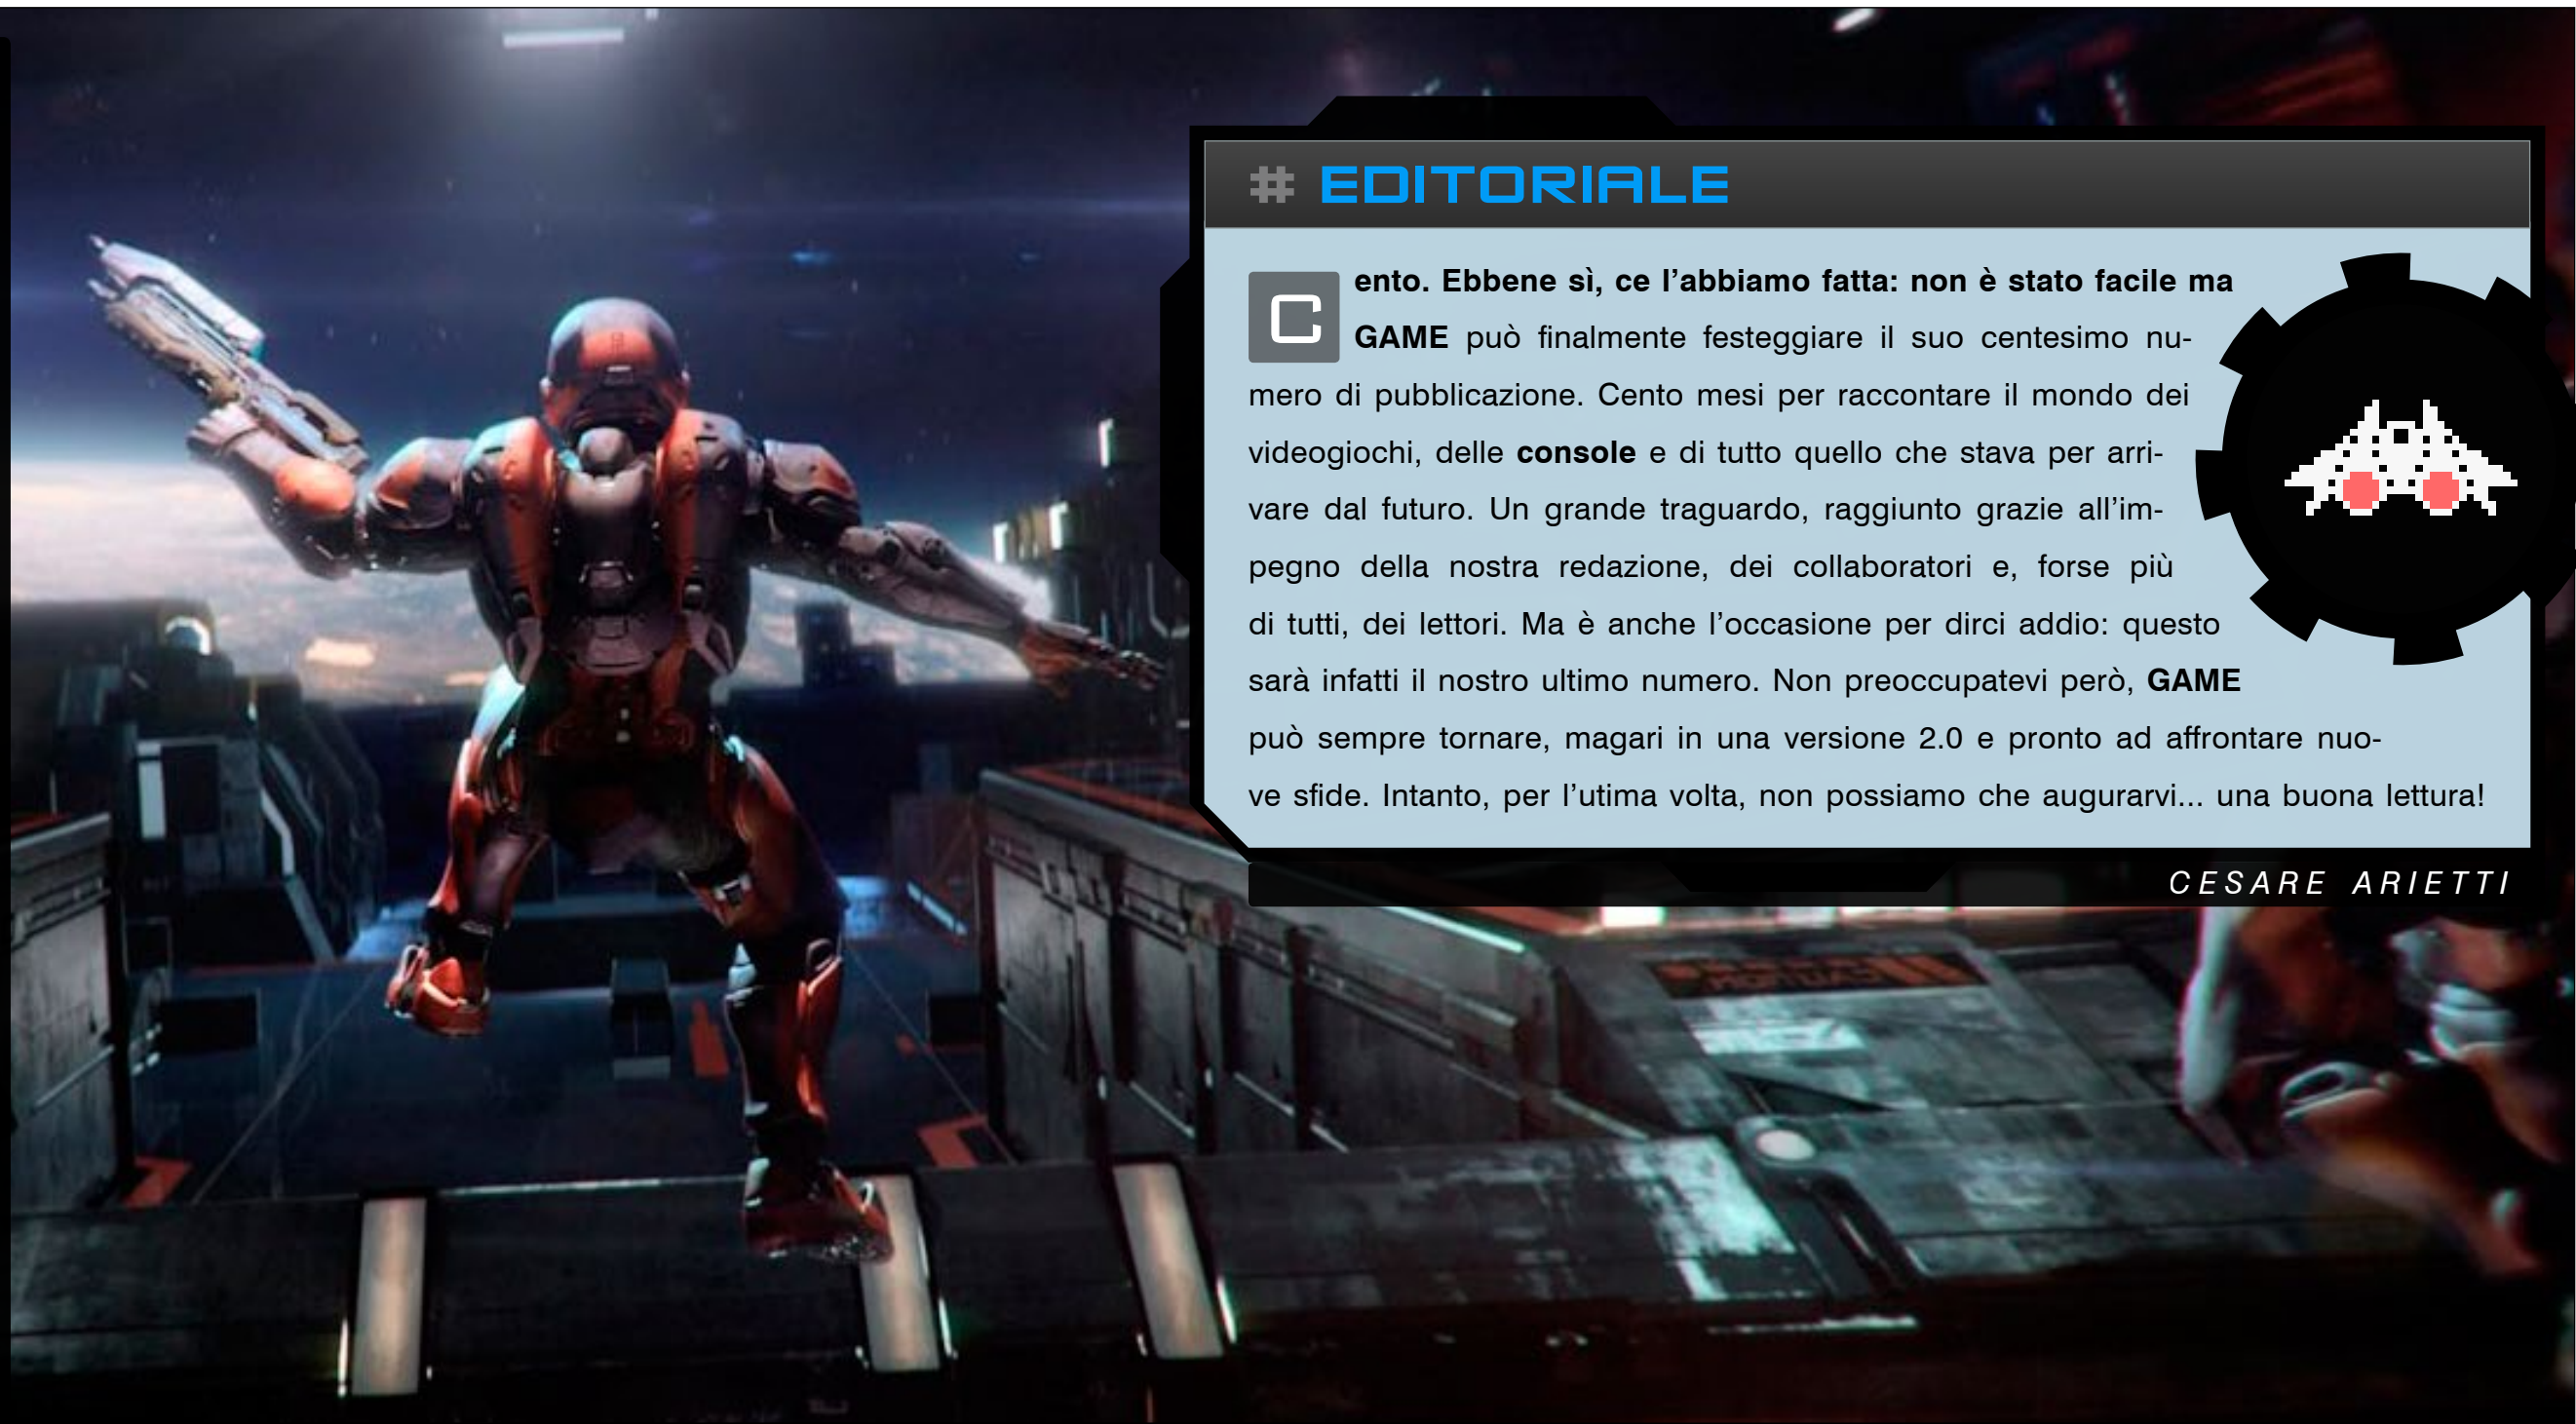 # EDITORIALE
Cento. Ebbene sì, ce l’abbiamo fatta: non è stato facile ma
GAME può finalmente festeggiare il suo centesimo nu-
mero di pubblicazione. Cento mesi per raccontare il mondo dei
videogiochi, delle console e di tutto quello che stava per arri-
vare dal futuro. Un grande traguardo, raggiunto grazie all’im-
pegno della nostra redazione, dei collaboratori e, forse più
di tutti, dei lettori. Ma è anche l’occasione per dirci addio: questo
sarà infatti il nostro ultimo numero. Non preoccupatevi però, GAME
può sempre tornare, magari in una versione 2.0 e pronto ad affrontare nuo-
ve sfide. Intanto, per l’utima volta, non possiamo che augurarvi... una buona lettura!
CESARE ARIETTI